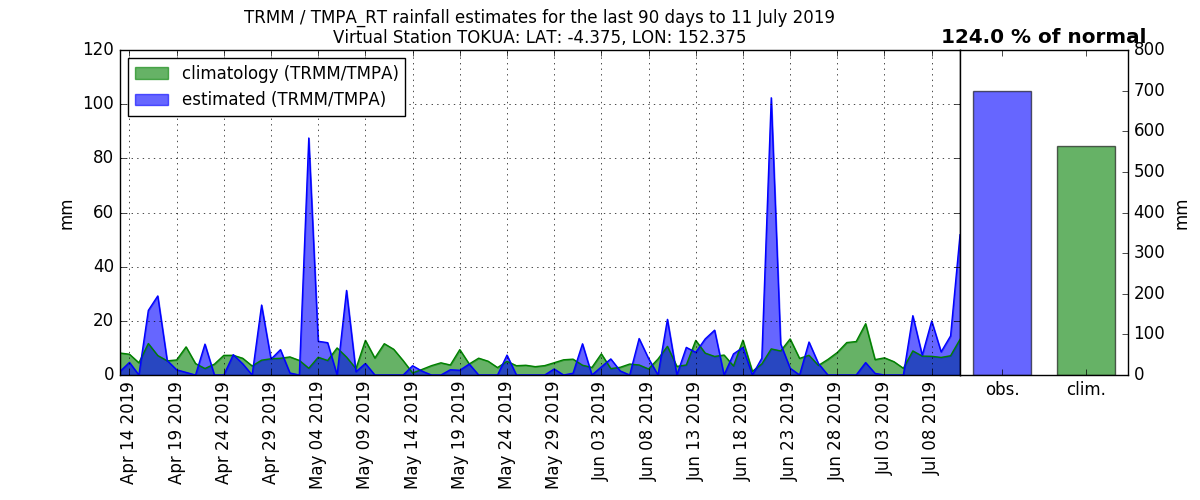 TRMM / TMPA_RT rainfall estimates for the last 90 days to 11 July 2019
Virtual Station TOKUA: LAT: -4.375, LON: 152.375
124.0 % of normal
climatology (TRMM/TMPA)
estimated (TRMM/TMPA)
120
100
80
60
40
20
0
mm
Apr 14 2019
Apr 19 2019
Apr 24 2019
Apr 29 2019
May 04 2019
May 09 2019
May 14 2019
May 19 2019
May 24 2019
May 29 2019
Jun 03 2019
Jun 08 2019
Jun 13 2019
Jun 18 2019
Jun 23 2019
Jun 28 2019
Jul 03 2019
Jul 08 2019
800
700
600
500
400
300
200
100
0
mm
obs.
clim.